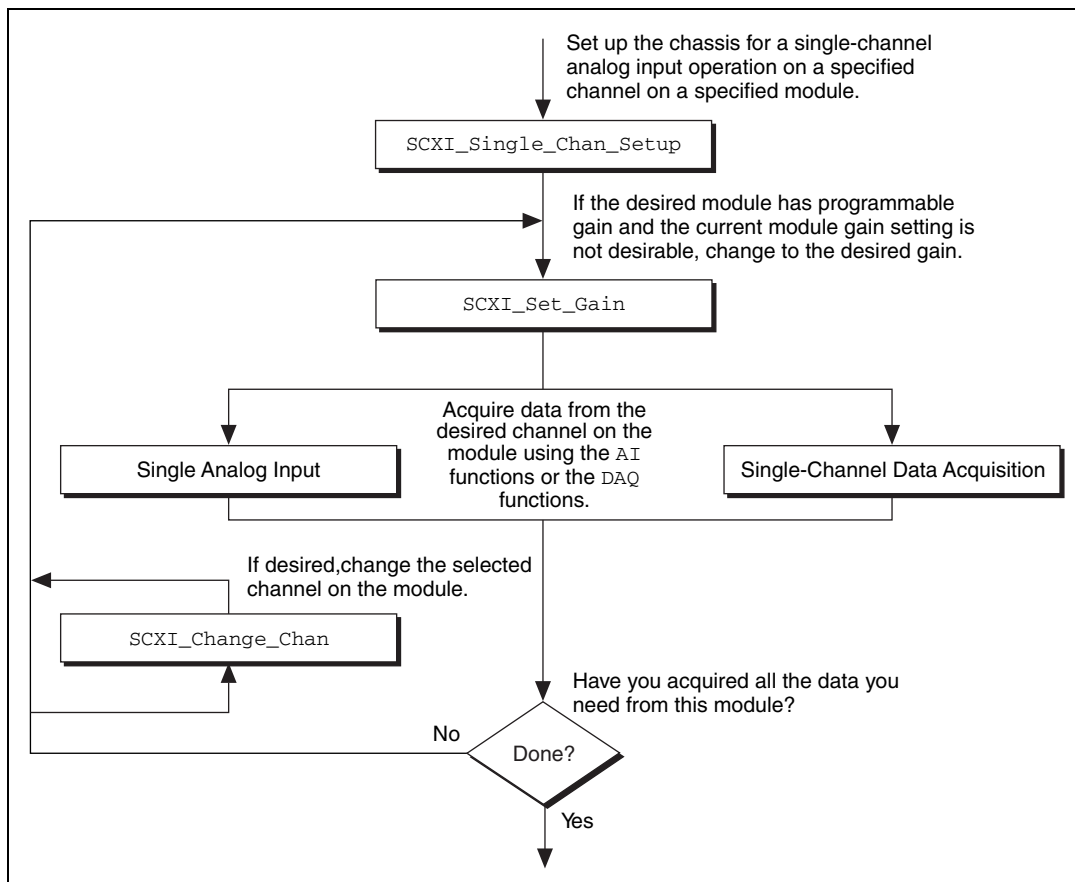 Set up the chassis for a single-channel
analog input operation on a specified
channel on a specified module.
SCXI_Single_Chan_Setup
If the desired module has programmable
gain and the current module gain setting is
not desirable, change to the desired gain.
SCXI_Set_Gain
Acquire data from the
desired channel on the
module using the AI
functions or the DAQ
functions.
Single Analog Input
Single-Channel Data Acquisition
If desired,change the selected
channel on the module.
SCXI_Change_Chan
Have you acquired all the data you
need from this module?
No
Done?
Yes